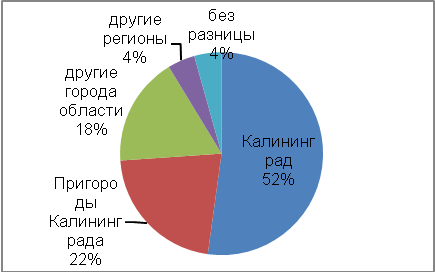 без
разницы
4%
другие
регионы
4%
другие
города
области
18%
Калининг
рад
52%
Пригоро
ды
Калининг
рада
22%